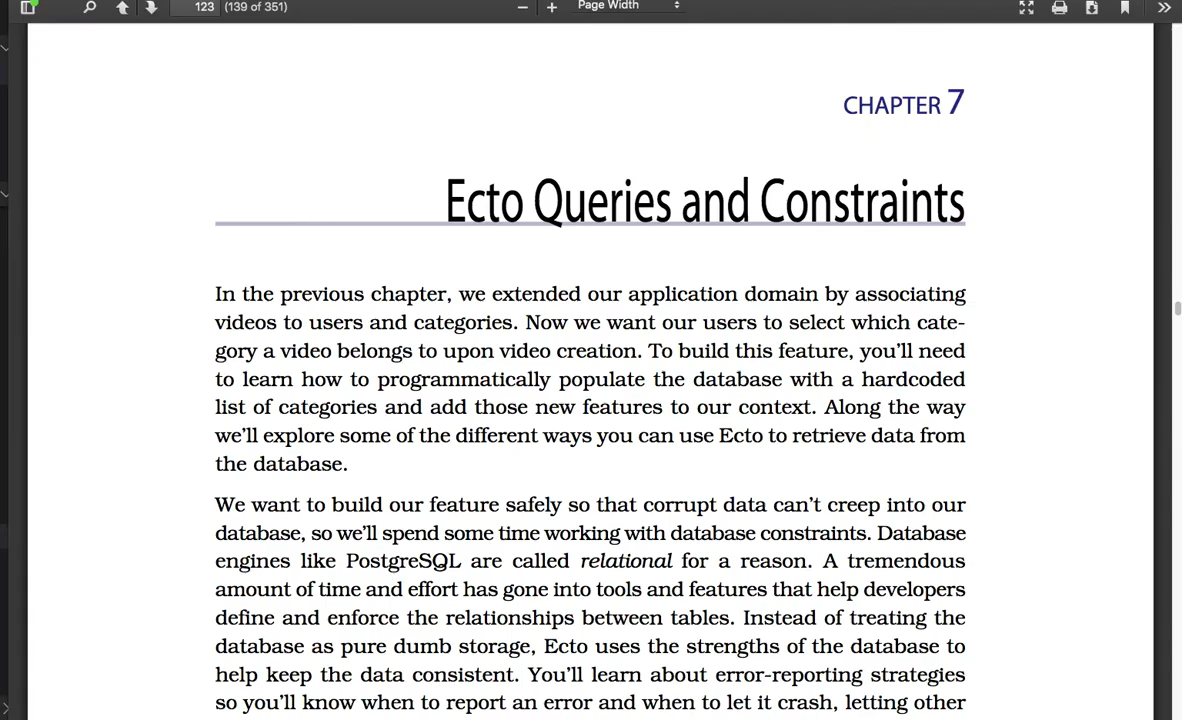 123 (139 of 351) Page Width
CHAPTER 7
Ecto Queries and Constraints
In the previous chapter, we extended our application domain by associating
videos to users and categories. Now we want our users to select which cate-
gory a video belongs to upon video creation. To build this feature, you'll need
to learn how to programmatically populate the database with a hardcoded
list of categories and add those new features to our context. Along the way
we'll explore some of the different ways you can use Ecto to retrieve data from
the database.
We want to build our feature safely so that corrupt data can't creep into our
database, so we'll spend some time working with database constraints. Database
engines like PostgreSQL are called relational for a reason. A tremendous
amount of time and effort has gone into tools and features that help developers
define and enforce the relationships between tables. Instead of treating the
database as pure dumb storage, Ecto uses the strengths of the database to
help keep the data consistent. You'll learn about error-reporting strategies
so you'll know when to report an error and when to let it crash, letting other